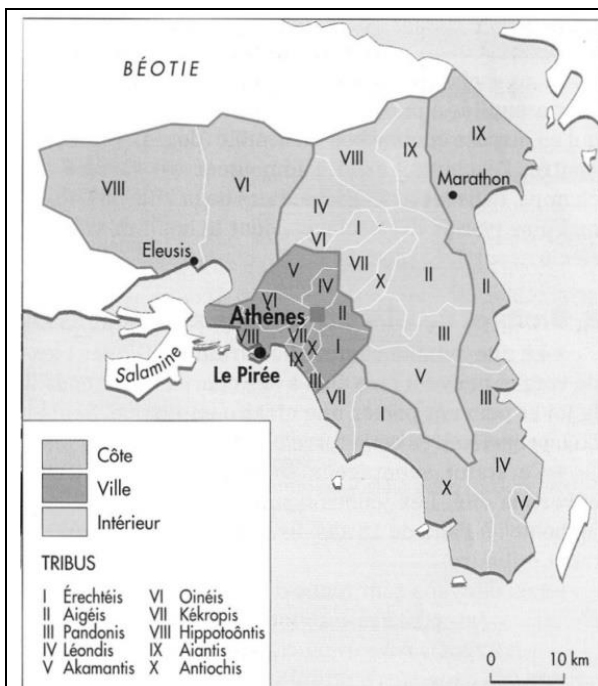 BÉOTIE
VIII
IX
IX
VIII
VI
Marathon
IV
I
VI
Eleusis
V
VII
II
IV
X
II
VI
Athènes
II
VIII
VII
I
III
X
IX
Salamine
Le Pirée
III
V
VII
III
I
IV
X
V
Côte
Ville
Intérieur
TRIBUS
I Érechtéis
II Aigéis
III Pandonis
IV Léondis
V Akamantis
VI Oinéis
VII Kékropis
VIII Hippotoôntis
IX Aiantis
X Antiochis
0 10 km